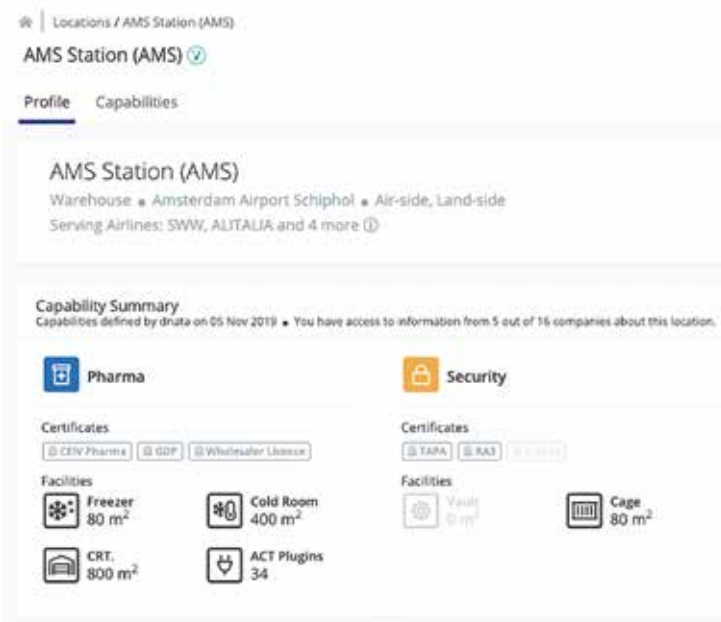 Locations / AMS Station (AMS)
AMS Station (AMS)
Profile Capabilities
AMS Station (AMS)
Warehouse • Amsterdam Airport Schiphol • Air-side, Land-side
Serving Airlines: SWW, ALITALIA and 4 more
Capability Summary
Capabilities defined by dnata on 05 Nov 2019 • You have access to information from 5 out of 16 companies about this location.
Pharma
Certificates
CEIV Pharma GDP Wholesaler License
Facilities
Freezer
80 m²
Cold Room
400 m²
CRT.
800 m²
ACT Plugins
34
Security
Certificates
TAPA RA3
Facilities
Vault
0 m²
Cage
80 m²